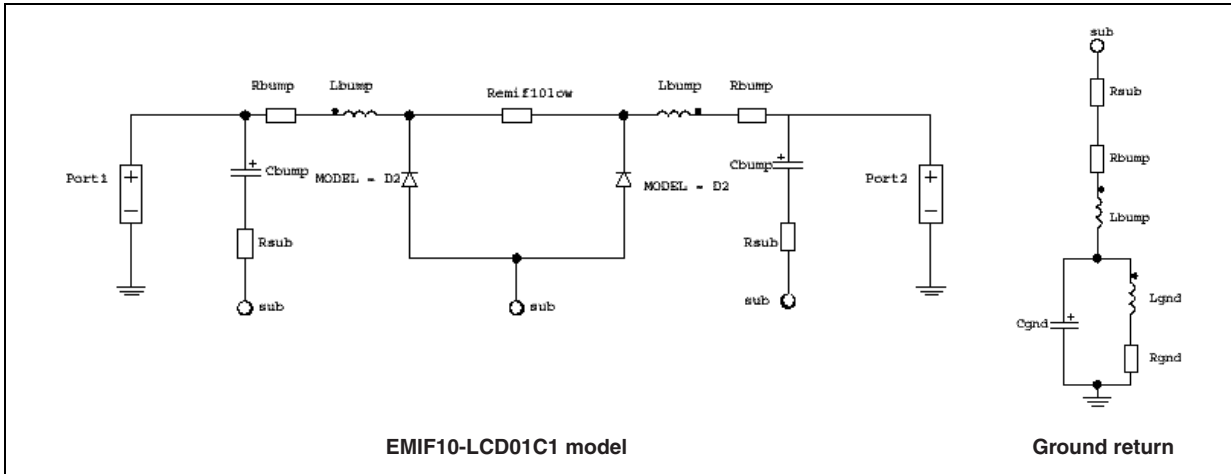 sub
Rbump
Lbump
Remif10low
Lbump
Rbump
Rsub
Rbump
Port1
+
−
+
Cbump
MODEL = D2
MODEL = D2
+
Cbump
Port2
+
−
Lbump
Rsub
Rsub
sub
sub
sub
Cgnd
+
Lgnd
Rgnd
EMIF10-LCD01C1 model
Ground return